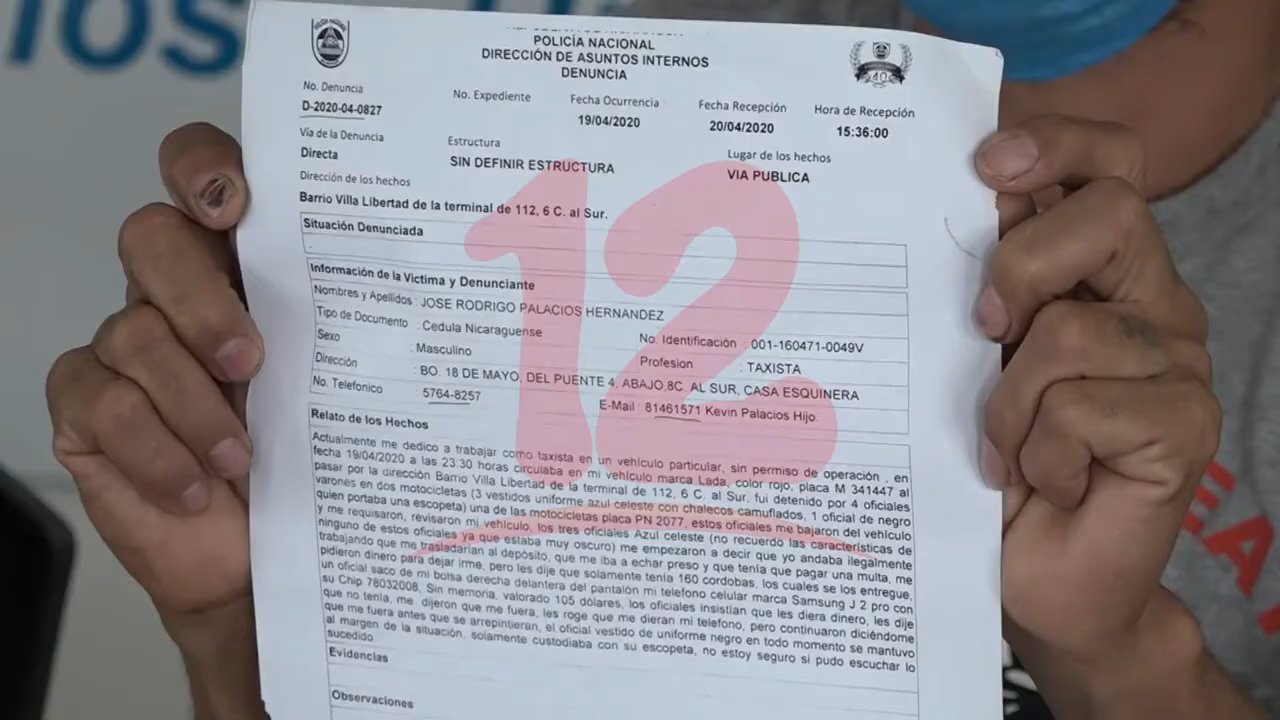 IOS
POLICÍA NACIONAL
DIRECCIÓN DE ASUNTOS INTERNOS
DENUNCIA
No. Denuncia No. Expediente Fecha Ocurrencia Fecha Recepción Hora de Recepción
D-2020-04-0827 19/04/2020 20/04/2020 15:36:00
Vía de la Denuncia Estructura Lugar de los hechos
Directa SIN DEFINIR ESTRUCTURA VIA PUBLICA
Dirección de los hechos
Barrio Villa Libertad de la terminal de 112, 6 C. al Sur.
Situación Denunciada
Información de la Victima y Denunciante
Nombres y Apellidos : JOSE RODRIGO PALACIOS HERNANDEZ
Tipo de Documento : Cedula Nicaraguense No. Identificación : 001-160471-0049V
Sexo : Masculino Profesion : TAXISTA
Dirección : BO. 18 DE MAYO, DEL PUENTE 4, ABAJO,8C. AL SUR, CASA ESQUINERA
No. Telefonico : 5764-8257 E-Mail : 81461571 Kevin Palacios Hijo.
Relato de los Hechos
Actualmente me dedico a trabajar como taxista en un vehículo particular, sin permiso de operación , en
fecha 19/04/2020 a las 23:30 horas circulaba en mi vehículo marca Lada, color rojo, placa M 341447 al
pasar por la dirección Barrio Villa Libertad de la terminal de 112, 6 C. al Sur. fui detenido por 4 oficiales
varones en dos motocicletas (3 vestidos uniforme azul celeste con chalecos camuflados, 1 oficial de negro
quien portaba una escopeta) una de las motocicletas placa PN 2077, estos oficiales me bajaron del vehículo
y me requisaron, revisaron mi vehículo, los tres oficiales Azul celeste (no recuerdo las características de
ninguno de estos oficiales ya que estaba muy oscuro) me empezaron a decir que yo andaba ilegalmente
trabajando que me trasladarían al depósito, que me iba a echar preso y que tenía que pagar una multa, me
pidieron dinero para dejar irme, pero les dije que solamente tenía 160 cordobas, los cuales se los entregue,
un oficial saco de mi bolsa derecha delantera del pantalón mi telefono celular marca Samsung J 2 pro con
su Chip 78032008, Sin memoria, valorado 105 dólares, los oficiales insistian que les diera dinero, les dije
que no tenía, me dijeron que me fuera, les roge que me dieran mi telefono, pero continuaron diciéndome
que me fuera antes que se arrepintieran, el oficial vestido de uniforme negro en todo momento se mantuvo
al margen de la situación, solamente custodiaba con su escopeta, no estoy seguro si pudo escuchar lo
sucedido
Evidencias
Observaciones
12